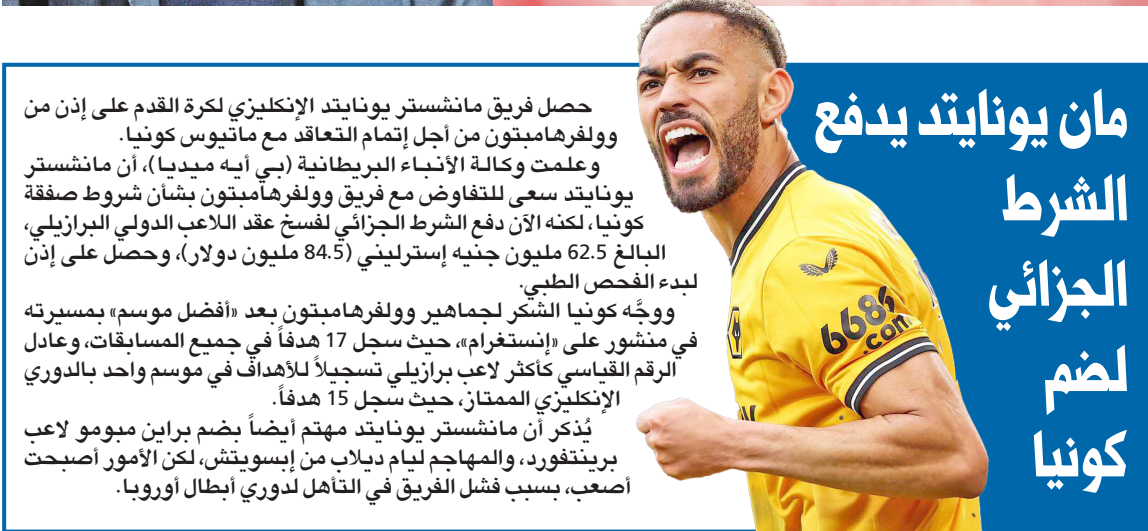 مان يونايتد يدفع
الشرط
الجزائي
لضم
كونيا
حصل فريق مانشستر يونايتد الإنكليزي لكرة القدم على إذن من
وولفرهامبتون من أجل إتمام التعاقد مع ماتيوس كونيا.
وعلمت وكالة الأنباء البريطانية (بي أيه ميديا)، أن مانشستر
يونايتد سعى للتفاوض مع فريق وولفرهامبتون بشأن شروط صفقة
كونيا، لكنه الآن دفع الشرط الجزائي لفسخ عقد اللاعب الدولي البرازيلي،
البالغ 62.5 مليون جنيه إسترليني (84.5 مليون دولار)، وحصل على إذن
لبدء الفحص الطبي.
ووجَّه كونيا الشكر لجماهير وولفرهامبتون بعد «أفضل موسم» بمسيرته
في منشور على «إنستغرام»، حيث سجل 17 هدفاً في جميع المسابقات، وعادل
الرقم القياسي كأكثر لاعب برازيلي تسجيلاً للأهداف في موسم واحد بالدوري
الإنكليزي الممتاز، حيث سجل 15 هدفاً.
يُذكر أن مانشستر يونايتد مهتم أيضاً بضم براين مبومو لاعب
برينتفورد، والمهاجم ليام ديلاب من إبسويتش، لكن الأمور أصبحت
أصعب، بسبب فشل الفريق في التأهل لدوري أبطال أوروبا.
6686
.com